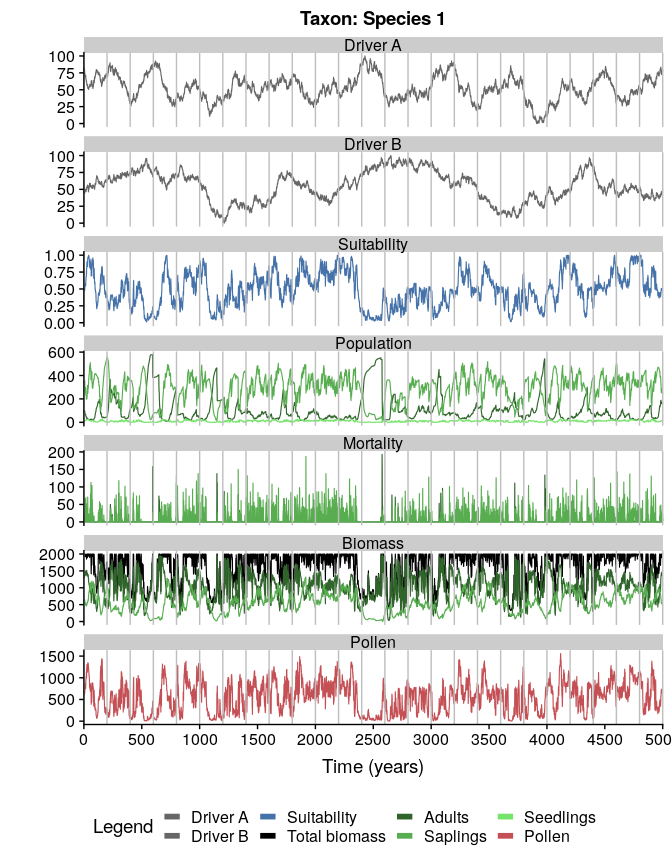 Taxon: Species 1
Driver A
100
75
50
25
0
Driver B
100
75
50
25
0
Suitability
1.00
0.75
0.50
0.25
0.00
Population
600
400
200
0
Mortality
200
150
100
50
0
Biomass
2000
1500
1000
500
0
Pollen
1500
1000
500
0
0 500 1000 1500 2000 2500 3000 3500 4000 4500 500
Time (years)
Legend
Driver A Suitability Adults Seedlings
Driver B Total biomass Saplings Pollen